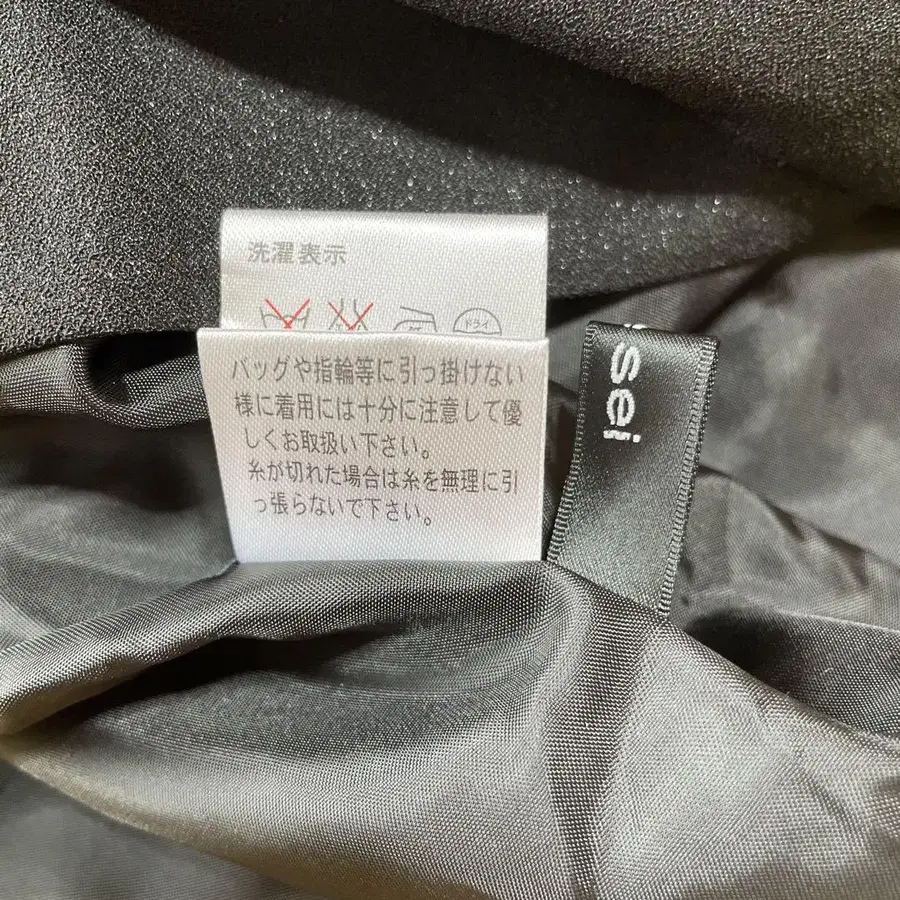 洗濯表示
ドライ
バッグや指輪等に引っ掛けない
様に着用には十分に注意して優
しくお取扱い下さい。
糸が切れた場合は糸を無理に引
っ張らないで下さい。
sei